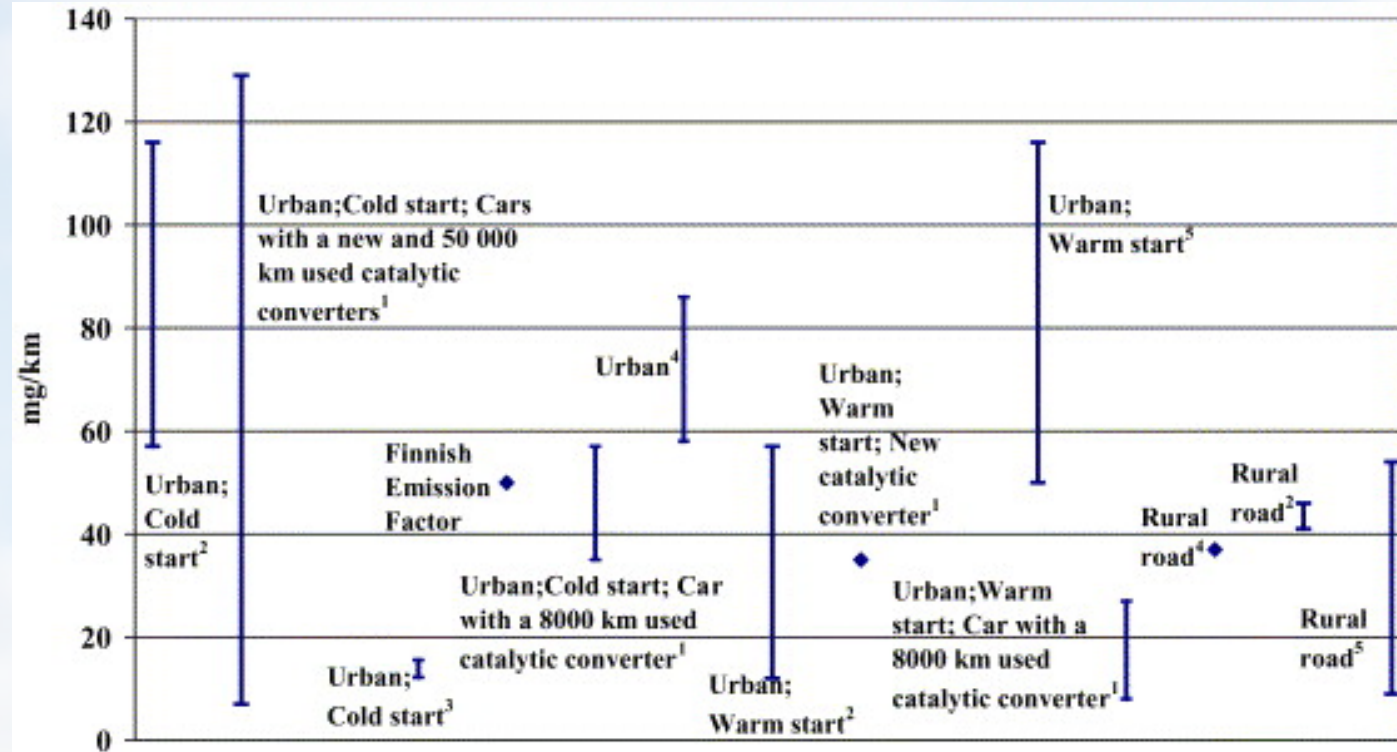 140
120
100
80
60
40
20
0
mg/km
Urban;
Cold
start²
Urban;Cold start; Cars
with a new and 50 000
km used catalytic
converters¹
Urban;
Cold start³
Finnish
Emission
Factor
Urban;Cold start; Car
with a 8000 km used
catalytic converter¹
Urban⁴
Urban;
Warm start²
Urban;
Warm
start; New
catalytic
converter¹
Urban;Warm
start; Car with a
8000 km used
catalytic converter¹
Urban;
Warm start⁵
Rural
road⁴
Rural
road²
Rural
road⁵